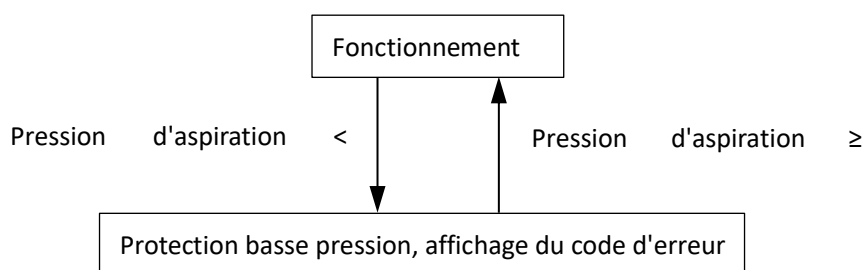 Fonctionnement
Pression d'aspiration <
Pression d'aspiration ≥
Protection basse pression, affichage du code d'erreur